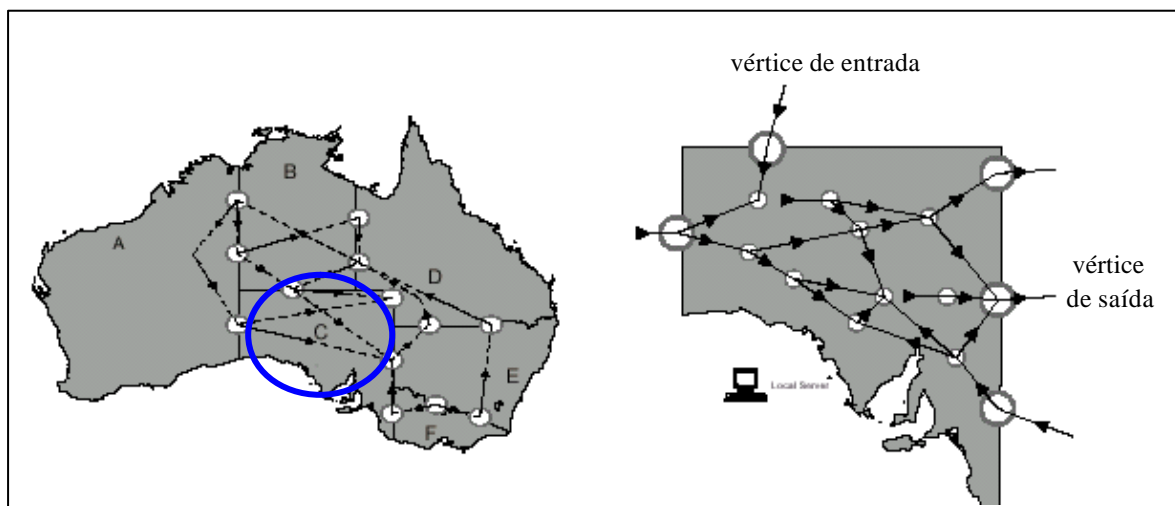 vértice de entrada
B
A
D
C
E
F
vértice
de saída
Local Server